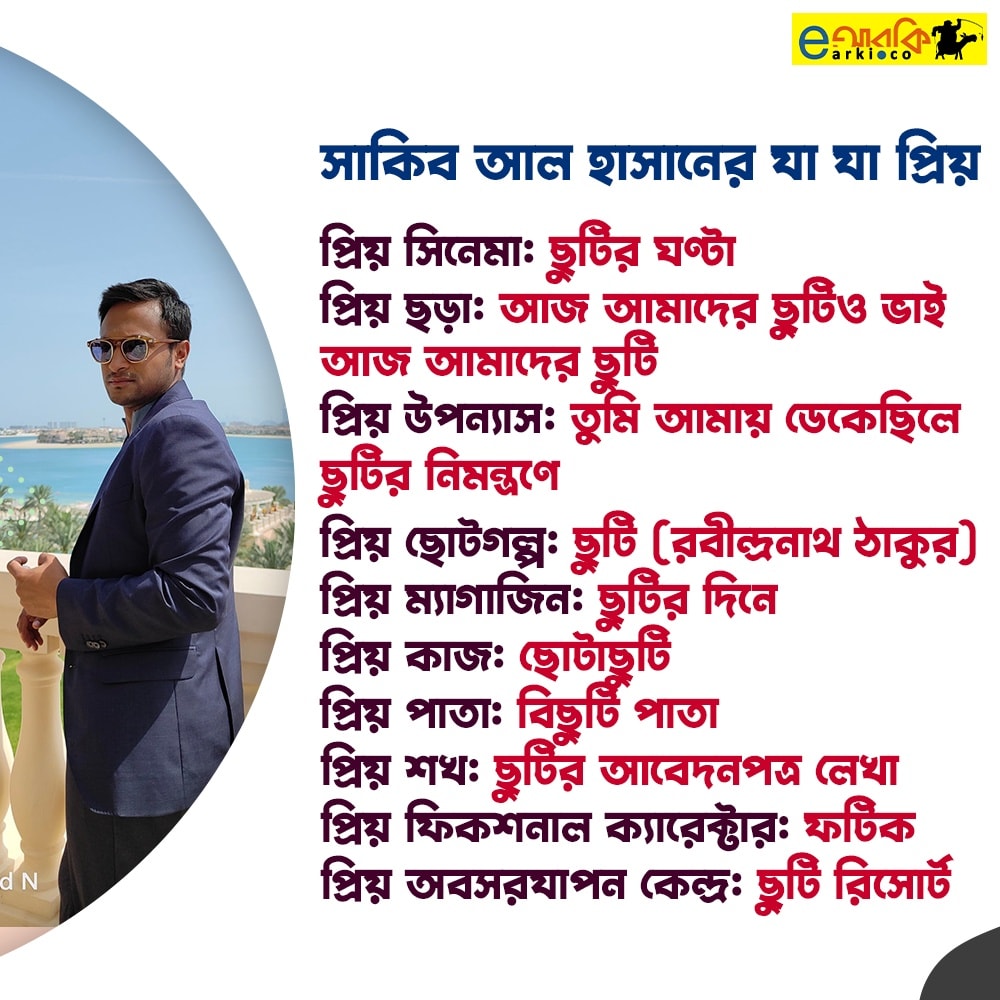 eআরকি
earki.co
সাকিব আল হাসানের যা যা প্রিয়
প্রিয় সিনেমা: ছুটির ঘণ্টা
প্রিয় ছড়া: আজ আমাদের ছুটিও ভাই
আজ আমাদের ছুটি
প্রিয় উপন্যাস: তুমি আমায় ডেকেছিলে
ছুটির নিমন্ত্রণে
প্রিয় ছোটগল্প: ছুটি (রবীন্দ্রনাথ ঠাকুর)
প্রিয় ম্যাগাজিন: ছুটির দিনে
প্রিয় কাজ: ছোটাছুটি
প্রিয় পাতা: বিছুটি পাতা
প্রিয় শখ: ছুটির আবেদনপত্র লেখা
প্রিয় ফিকশনাল ক্যারেক্টার: ফটিক
d N
প্রিয় অবসরযাপন কেন্দ্র: ছুটি রিসোর্ট